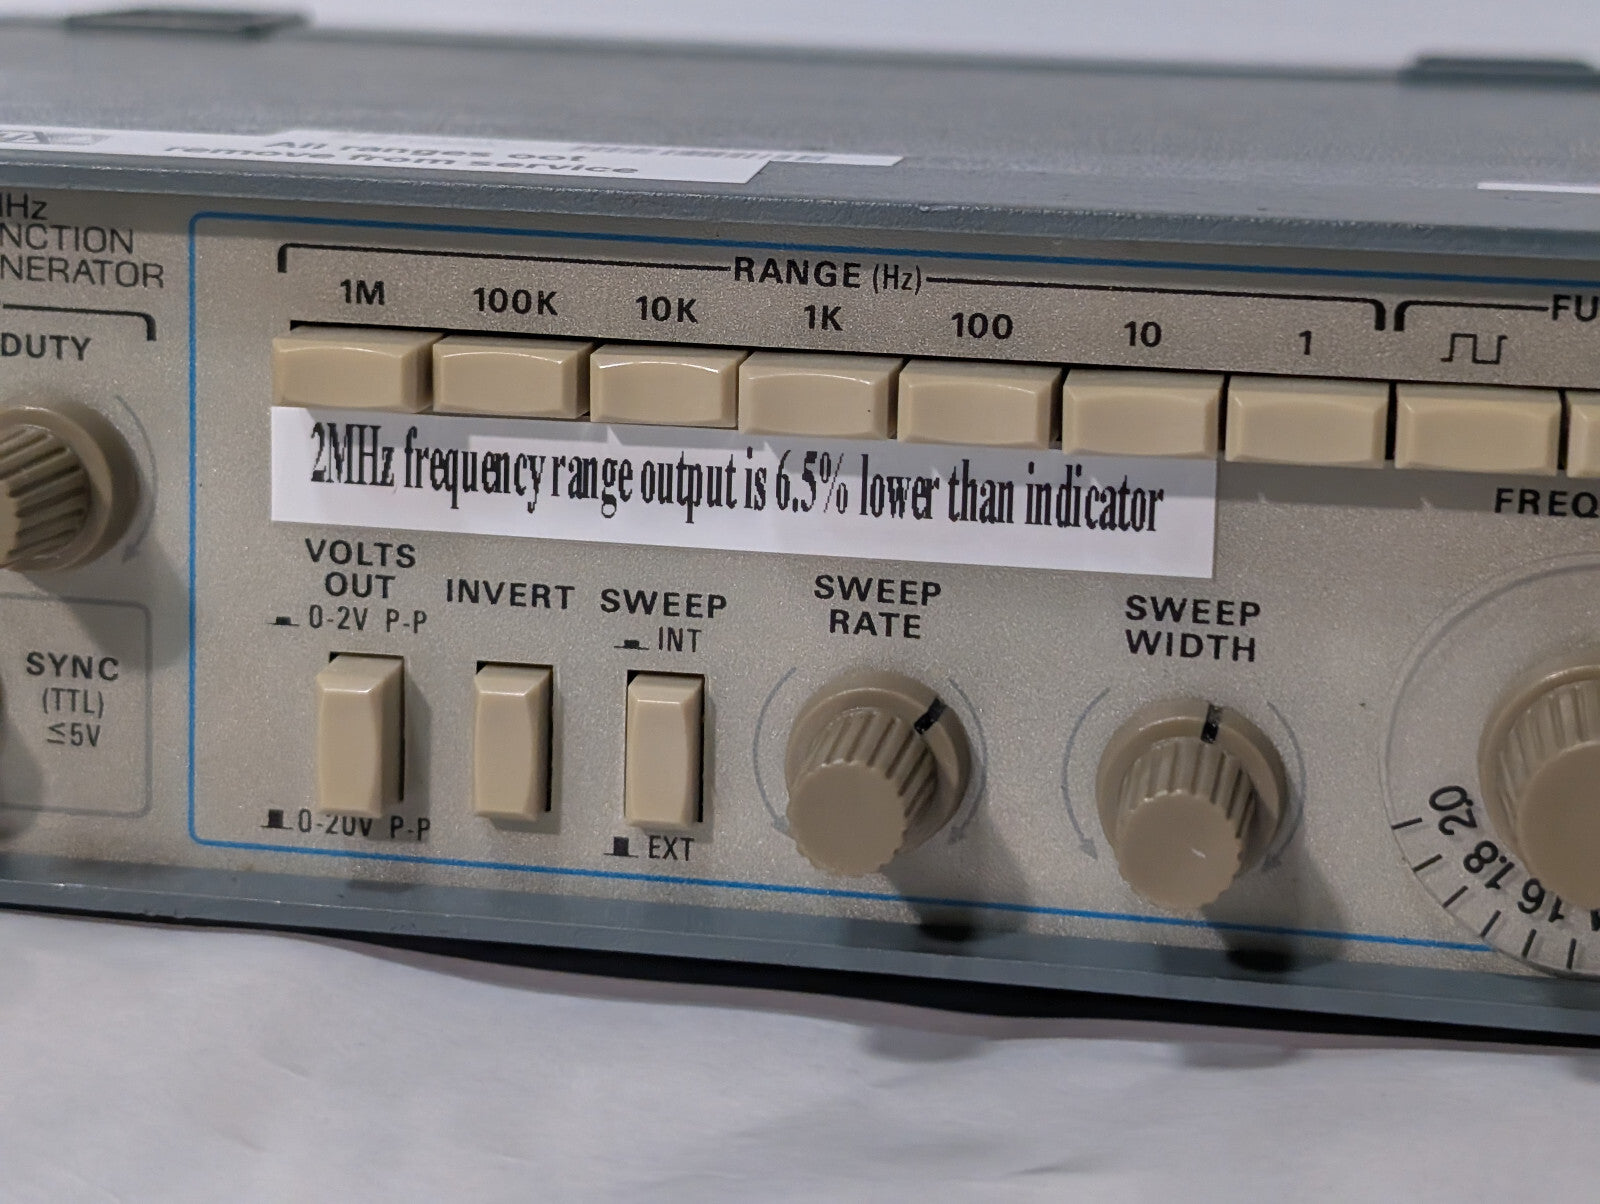 All ranges oot
remove from service
Hz
NCTION
NERATOR
DUTY
RANGE (Hz)
1M 100K 10K 1K 100 10 1
FU
2MHz frequency range output is 6.5% lower than indicator
FREQ
VOLTS
OUT
0-2V P-P
INVERT
SWEEP
INT
SWEEP
RATE
SWEEP
WIDTH
SYNC
(TTL)
≤5V
0-20V P-P
EXT
2.0
1.8
1.6